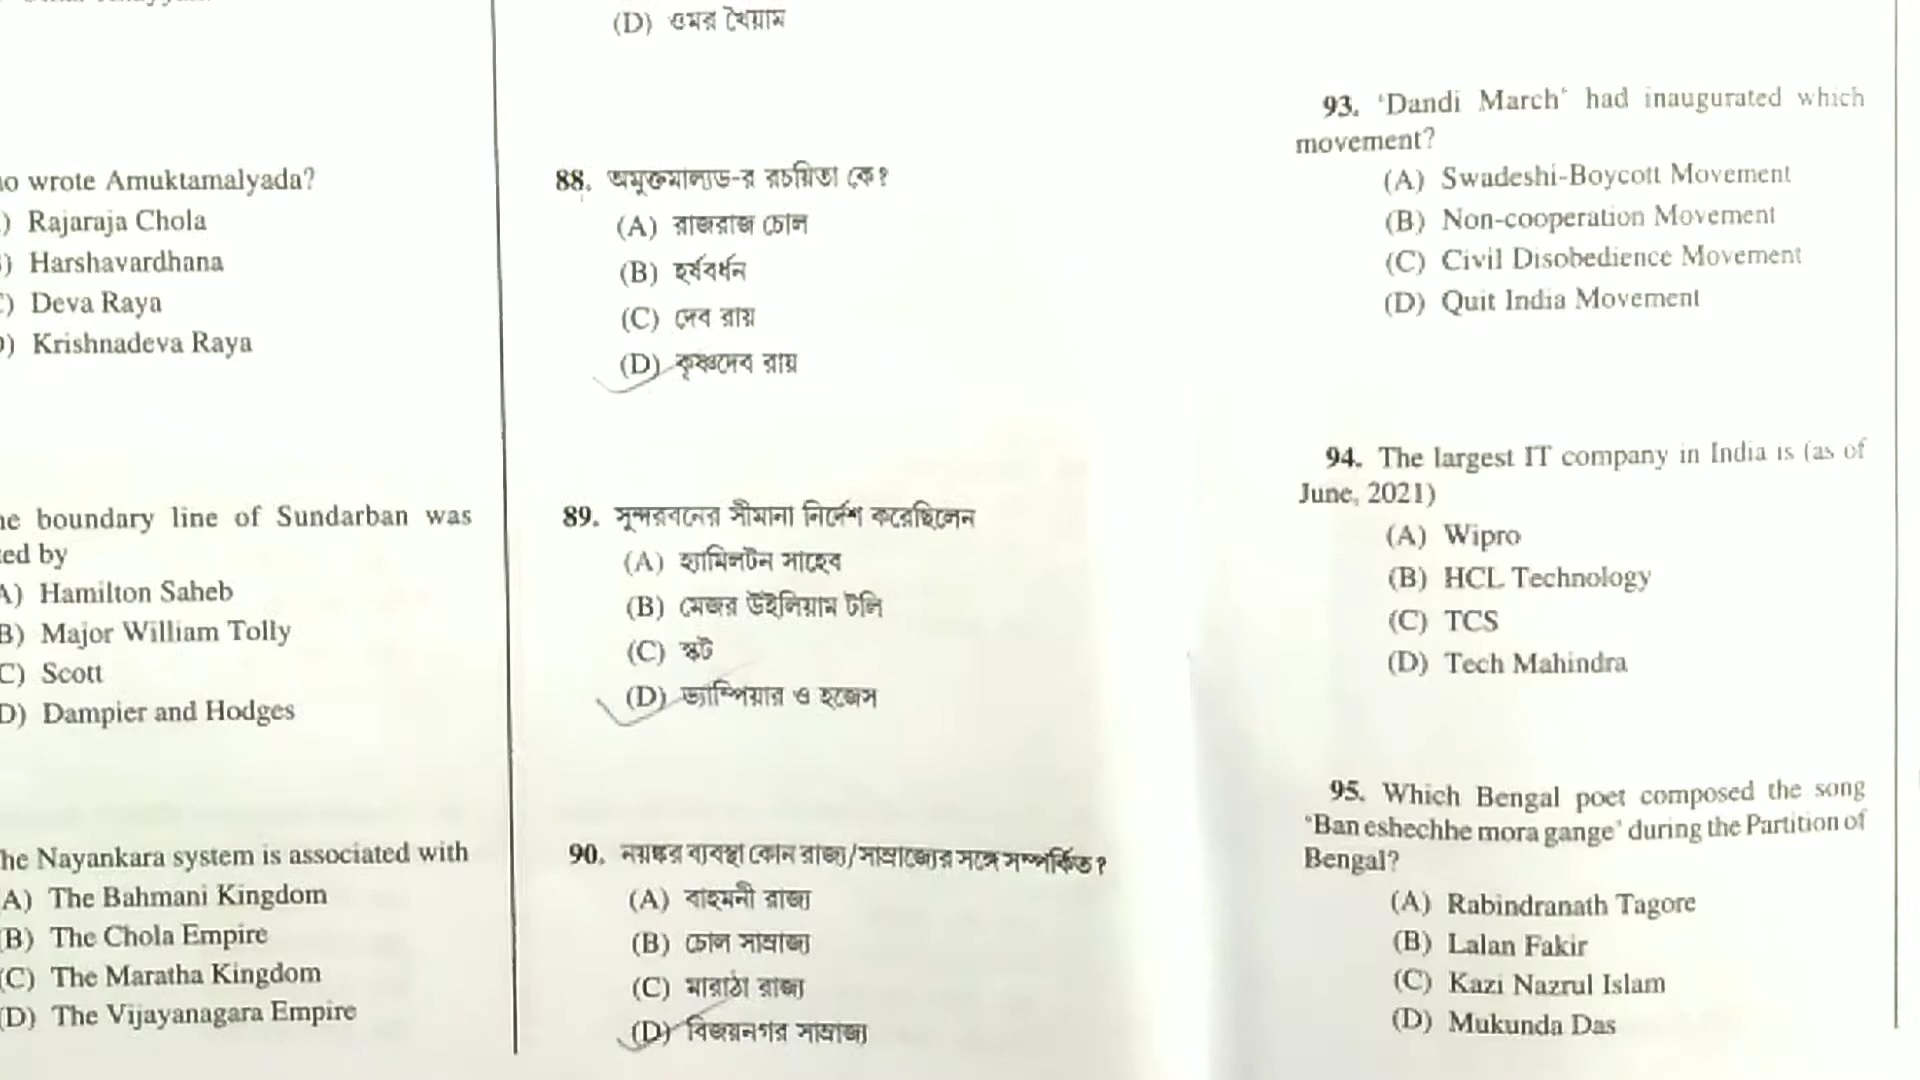 (D) ওমর খৈয়াম
wrote Amuktamalyada?
) Rajaraja Chola
) Harshavardhana
) Deva Raya
) Krishnadeva Raya
boundary line of Sundarban was
by
A) Hamilton Saheb
B) Major William Tolly
C) Scott
D) Dampier and Hodges
he Nayankara system is associated with
A) The Bahmani Kingdom
(B) The Chola Empire
(C) The Maratha Kingdom
(D) The Vijayanagara Empire
88. অমুক্তমাল্যাড-র রচয়িতা কে?
(A) রাজরাজ চোল
(B) হর্ষবর্ধন
(C) দেব রায়
(D) কৃষ্ণদেব রায়
89. সুন্দরবনের সীমানা নির্দেশ করেছিলেন
(A) হ্যামিলটন সাহেব
(B) মেজর উইলিয়াম টলি
(C) স্কট
(D) ড্যাম্পিয়ার ও হজেস
90. নয়ঙ্কর ব্যবস্থা কোন রাজ্য/সাম্রাজ্যের সঙ্গে সম্পর্কিত?
(A) বাহমনী রাজ্য
(B) চোল সাম্রাজ্য
(C) মারাঠা রাজ্য
(D) বিজয়নগর সাম্রাজ্য
93. ‘Dandi March‘ had inaugurated which
movement?
(A) Swadeshi-Boycott Movement
(B) Non-cooperation Movement
(C) Civil Disobedience Movement
(D) Quit India Movement
94. The largest IT company in India is (as of
June, 2021)
(A) Wipro
(B) HCL Technology
(C) TCS
(D) Tech Mahindra
95. Which Bengal poet composed the song
‘Ban eshechhe mora gange’ during the Partition of
Bengal?
(A) Rabindranath Tagore
(B) Lalan Fakir
(C) Kazi Nazrul Islam
(D) Mukunda Das